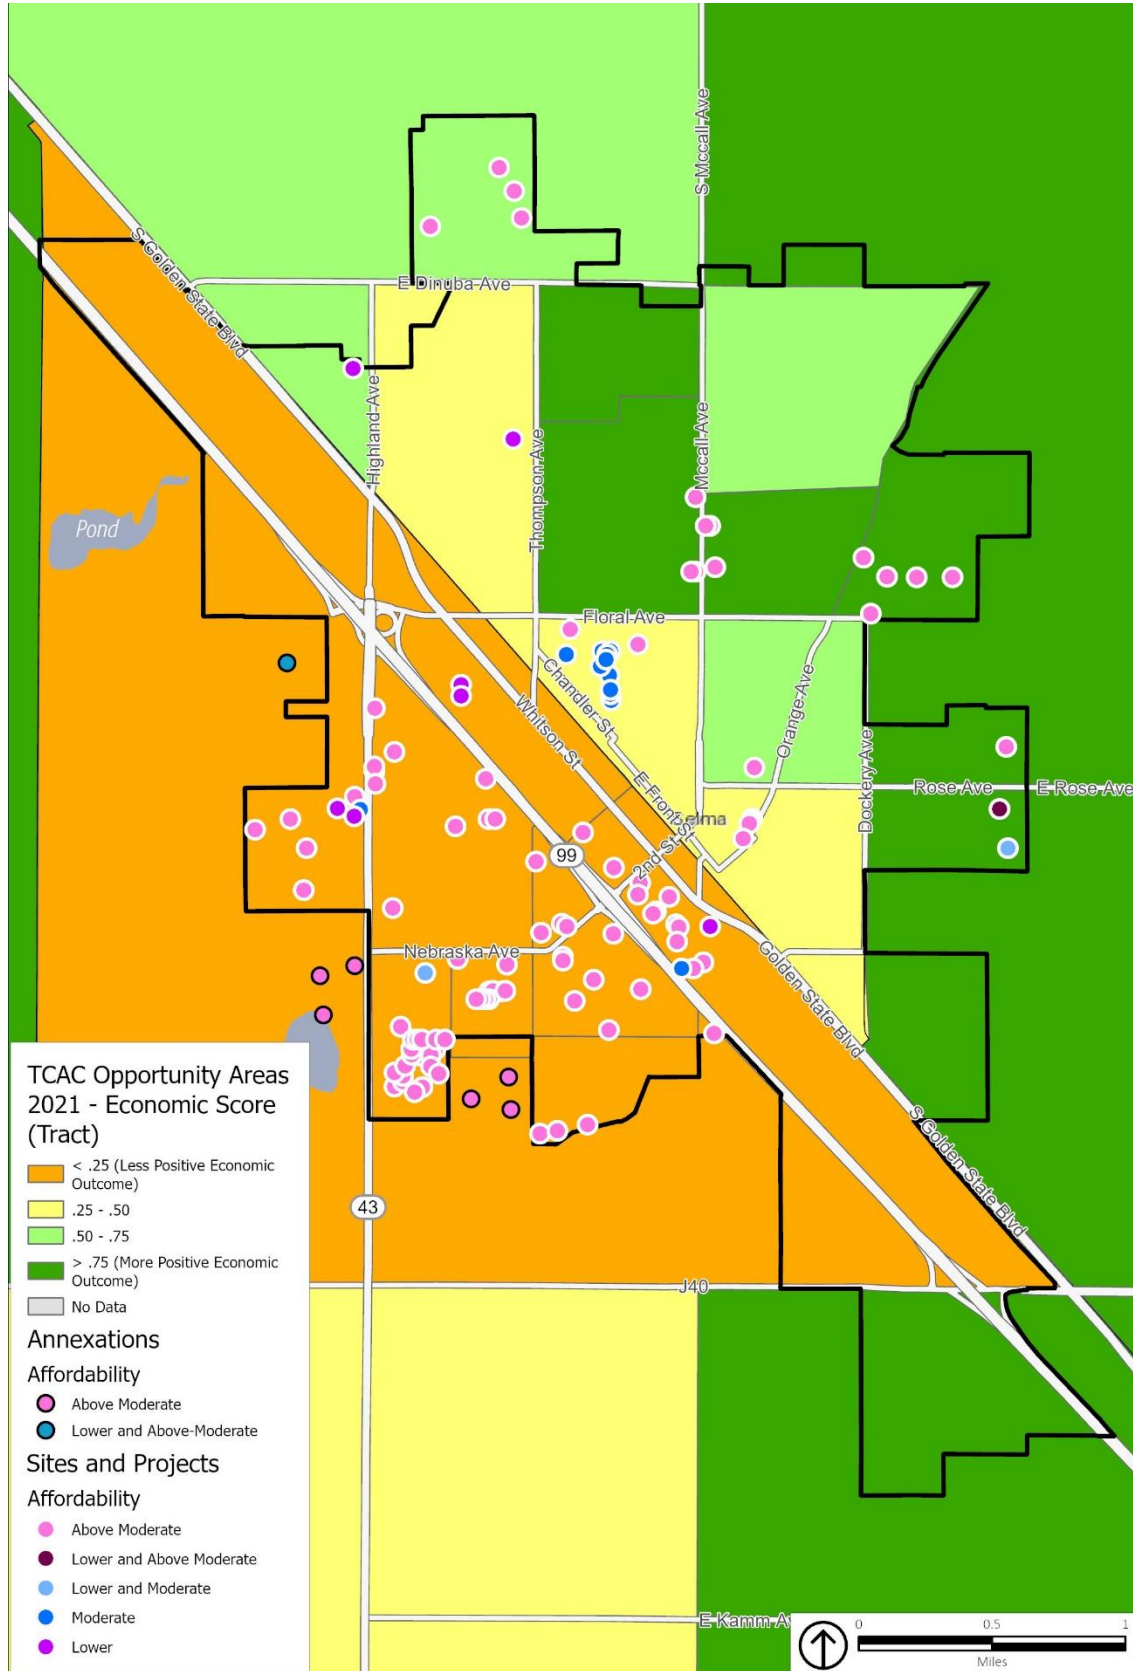 S Mccall Ave
S Golden State Blvd
E Dinuba Ave
Highland Ave
Thompson Ave
Mccall Ave
Pond
Floral Ave
Chandler St
Whitson St
Orange Ave
E Front St
Selma
Dockery Ave
Rose Ave
E Rose Ave
2nd St
99
Nebraska Ave
Golden State Blvd
S Golden State Blvd
43
J40
E Kamm Av
TCAC Opportunity Areas
2021 - Economic Score
(Tract)
< .25 (Less Positive Economic
Outcome)
.25 - .50
.50 - .75
> .75 (More Positive Economic
Outcome)
No Data
Annexations
Affordability
Above Moderate
Lower and Above-Moderate
Sites and Projects
Affordability
Above Moderate
Lower and Above Moderate
Lower and Moderate
Moderate
Lower
0 0.5 1
Miles